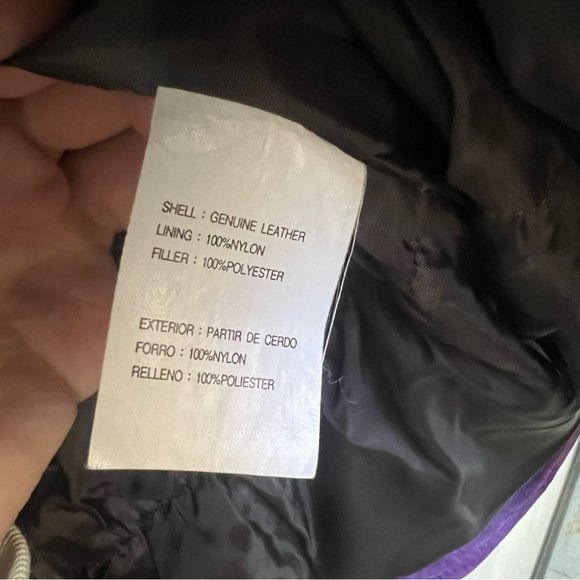 SHELL : GENUINE LEATHER
LINING : 100%NYLON
FILLER : 100%POLYESTER
EXTERIOR : PARTIR DE CERDO
FORRO : 100%NYLON
RELLENO : 100%POLIESTER